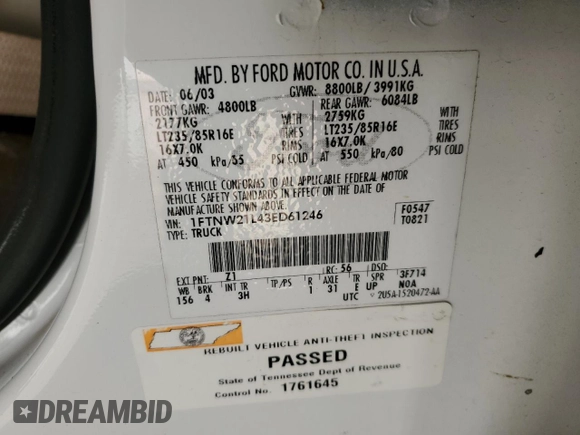 MFD. BY FORD MOTOR CO. IN U.S.A.
DATE: 06/03 GVWR: 8800LB/ 3991KG
FRONT GAWR: 4800LB REAR GAWR: 6084LB
2177KG WITH 2759KG WITH
LT235/85R16E TIRES LT235/85R16E TIRES
16X7.0K RIMS 16X7.0K RIMS
AT 450 kPa/65 PSI COLD AT 550 kPa/80 PSI COLD
THIS VEHICLE CONFORMS TO ALL APPLICABLE FEDERAL MOTOR
VEHICLE SAFETY STANDARDS IN EFFECT ON THE DATE OF
MANUFACTURE SHOWN ABOVE.
VIN: 1FTNW21L43ED61246 F0547
TYPE: TRUCK T0821
EXT PNT: Z1 RC: 56 DSO:
WB BRK INT TR TP/PS R AXLE TR SPR 3F714
156 4 3H 1 31 E UP N0A
UTC 2U5A-1520472-AA
REBUILT VEHICLE ANTI-THEFT INSPECTION
PASSED
State of Tennessee Dept of Revenue
Control No. 1761645
DREAMBID